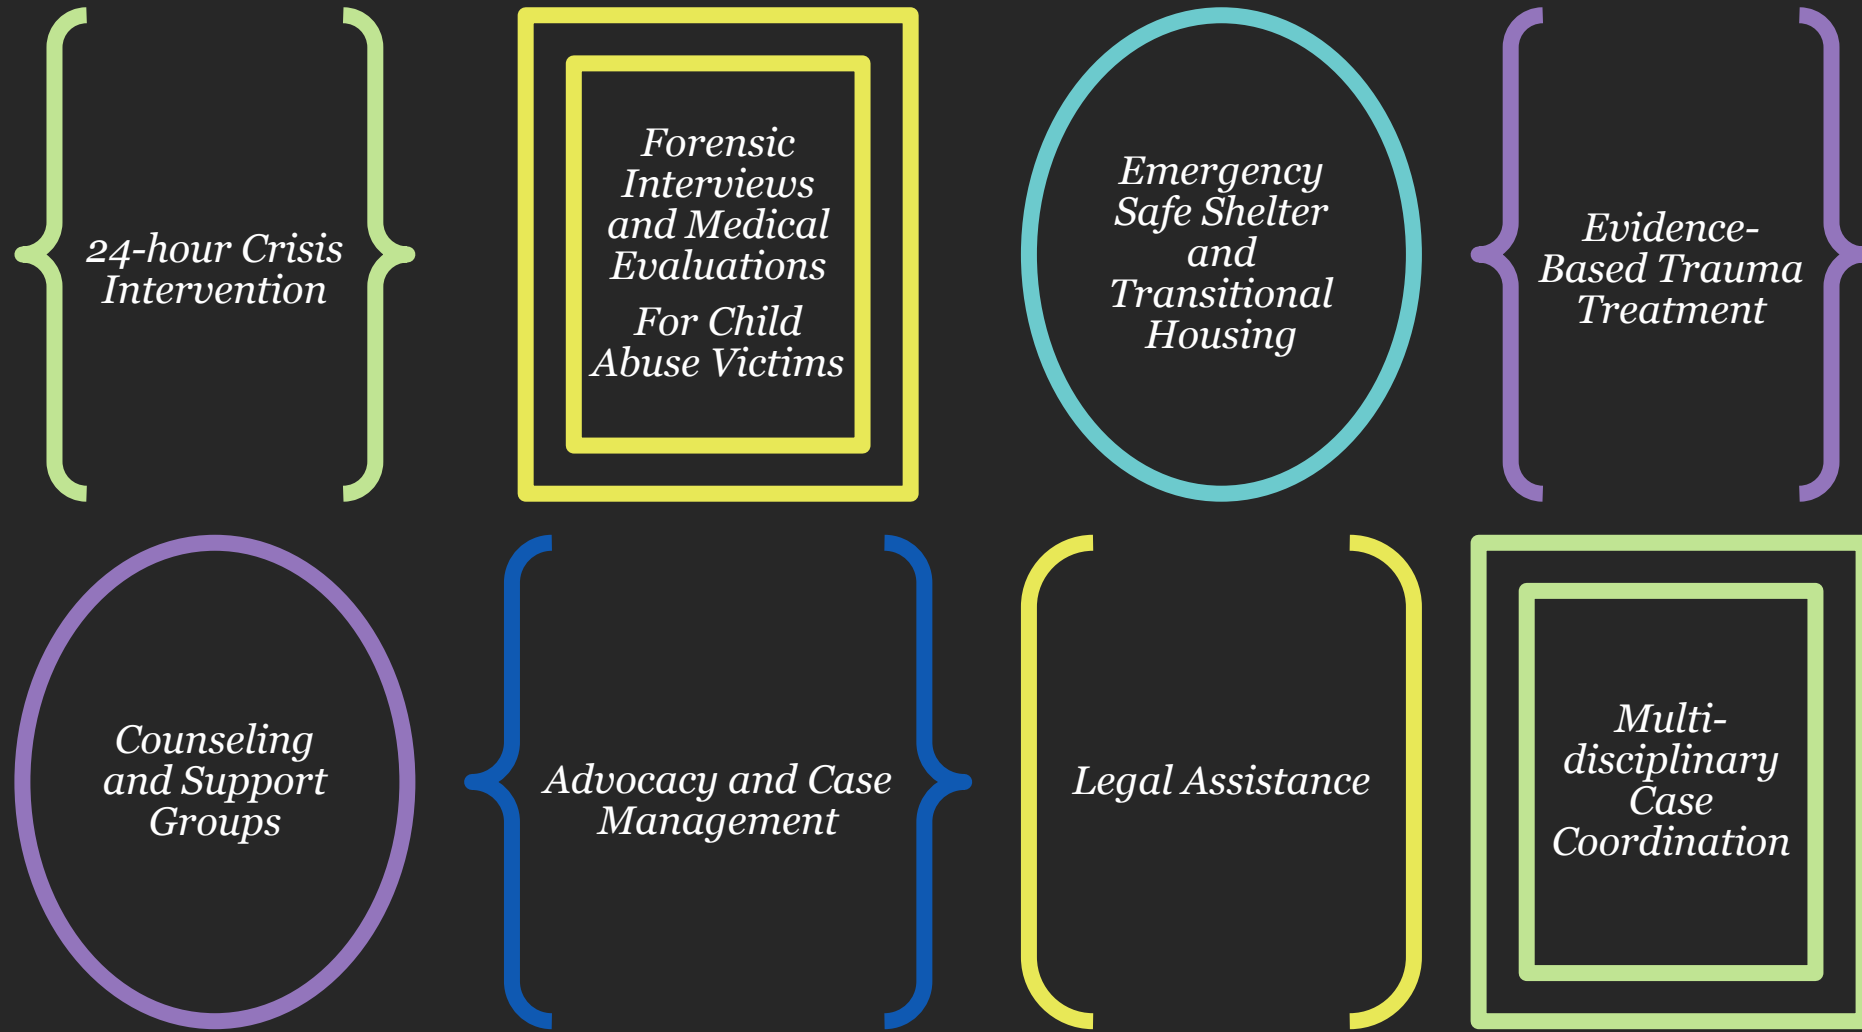 24-hour Crisis
Intervention
Forensic
Interviews
and Medical
Evaluations
For Child
Abuse Victims
Emergency
Safe Shelter
and
Transitional
Housing
Evidence-
Based Trauma
Treatment
Counseling
and Support
Groups
Advocacy and Case
Management
Legal Assistance
Multi-
disciplinary
Case
Coordination